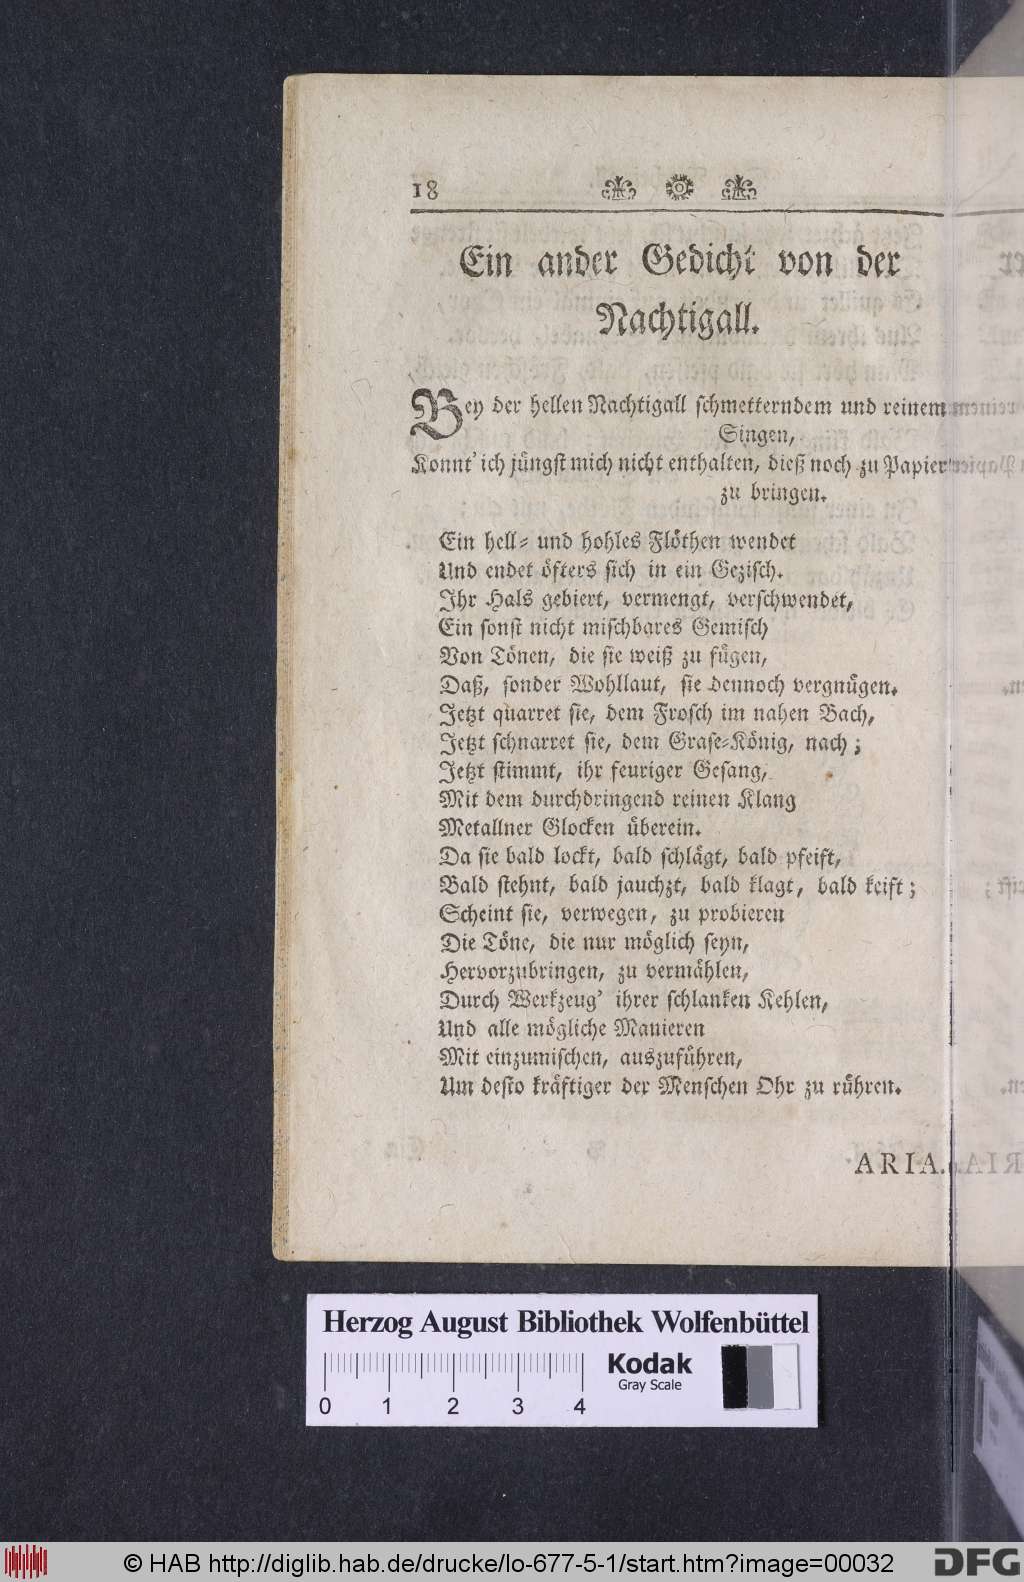 18
Ein ander Gedicht von der
Nachtigall.
Bey der hellen Nachtigall schmetterndem und reinem
Singen,
Konnt' ich jüngst mich nicht enthalten, dieß noch zu Papier
zu bringen.
Ein hell- und hohles Flöthen wendet
Und endet öfters sich in ein Gezisch.
Ihr Hals gebiert, vermengt, verschwendet,
Ein sonst nicht mischbares Gemisch
Von Tönen, die sie weiß zu fügen,
Daß, sonder Wohllaut, sie dennoch vergnügen.
Jetzt quarret sie, dem Frosch im nahen Bach,
Jetzt schnarret sie, dem Grase-König, nach;
Jetzt stimmt, ihr feuriger Gesang,
Mit dem durchdringend reinen Klang
Metallner Glocken überein.
Da sie bald lockt, bald schlägt, bald pfeift,
Bald stehnt, bald jauchzt, bald klagt, bald keift;
Scheint sie, verwegen, zu probieren
Die Töne, die nur möglich seyn,
Hervorzubringen, zu vermählen,
Durch Werkzeug' ihrer schlanken Kehlen,
Und alle mögliche Manieren
Mit einzumischen, auszuführen,
Um desto kräftiger der Menschen Ohr zu rühren.
ARIA.
Herzog August Bibliothek Wolfenbüttel
Kodak
Gray Scale
0 1 2 3 4
© HAB http://diglib.hab.de/drucke/lo-677-5-1/start.htm?image=00032
DFG